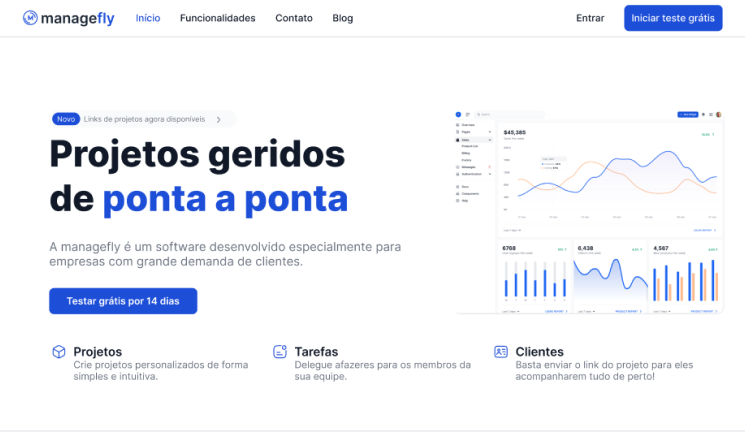 managefly
Início
Funcionalidades
Contato
Blog
Entrar
Iniciar teste grátis
Novo
Links de projetos agora disponíveis
Projetos geridos
de ponta a ponta
A managefly é um software desenvolvido especialmente para
empresas com grande demanda de clientes.
Testar grátis por 14 dias
$45,385
6768
6,438
4,567
Projetos
Crie projetos personalizados de forma
simples e intuitiva.
Tarefas
Delegue afazeres para os membros da
sua equipe.
Clientes
Basta enviar o link do projeto para eles
acompanharem tudo de perto!